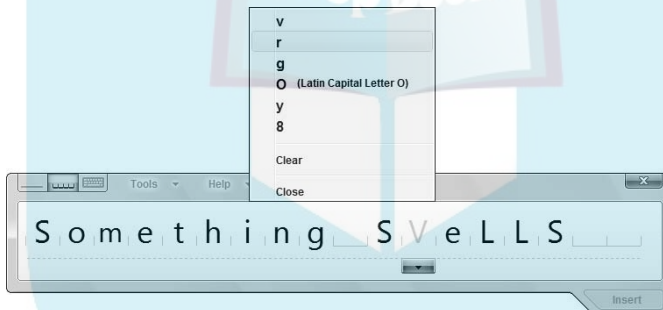 v
r
g
O (Latin Capital Letter O)
y
8
Clear
Close
Tools Help
Something SVeLLS
Insert